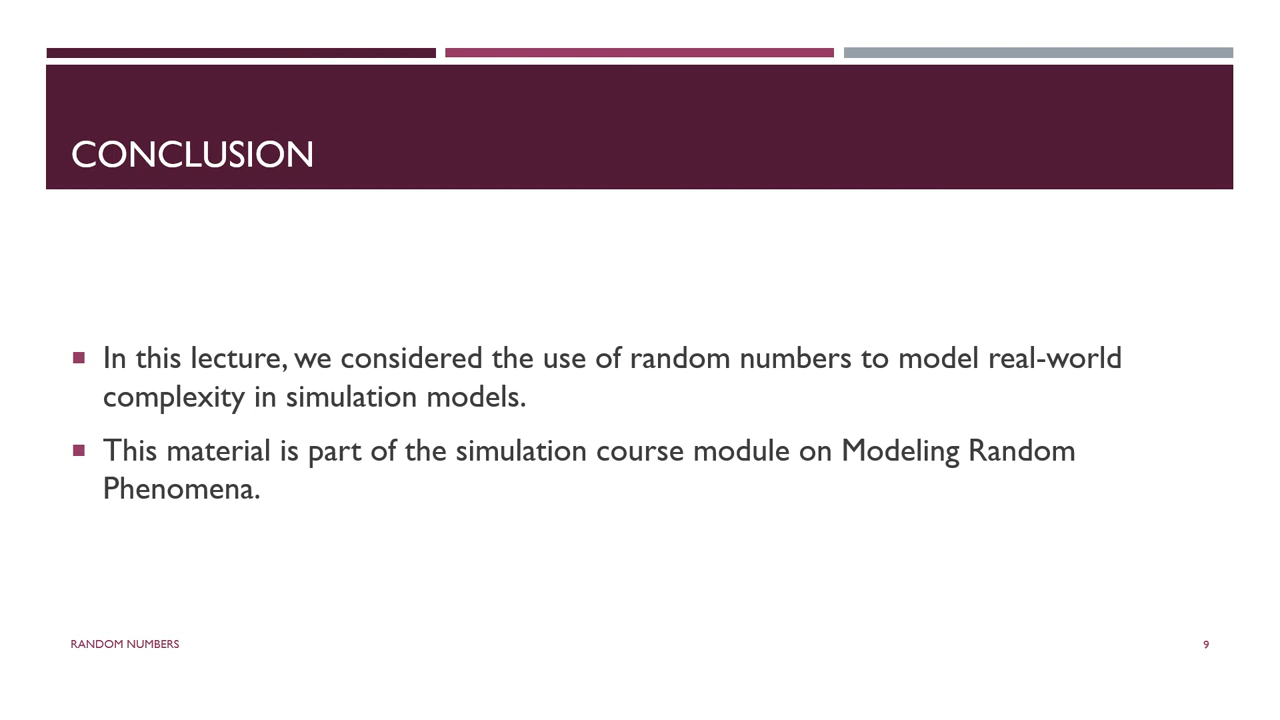 CONCLUSION
In this lecture, we considered the use of random numbers to model real-world
complexity in simulation models.
This material is part of the simulation course module on Modeling Random
Phenomena.
RANDOM NUMBERS
9